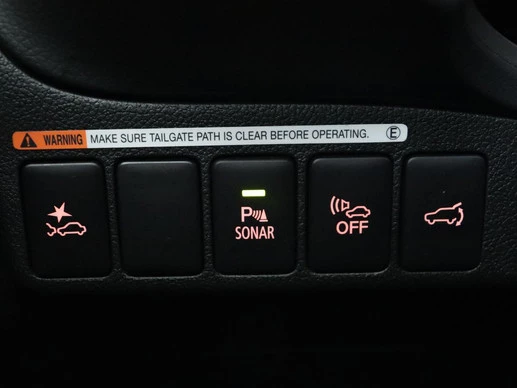 WARNING MAKE SURE TAILGATE PATH IS CLEAR BEFORE OPERATING. E
P
SONAR
OFF